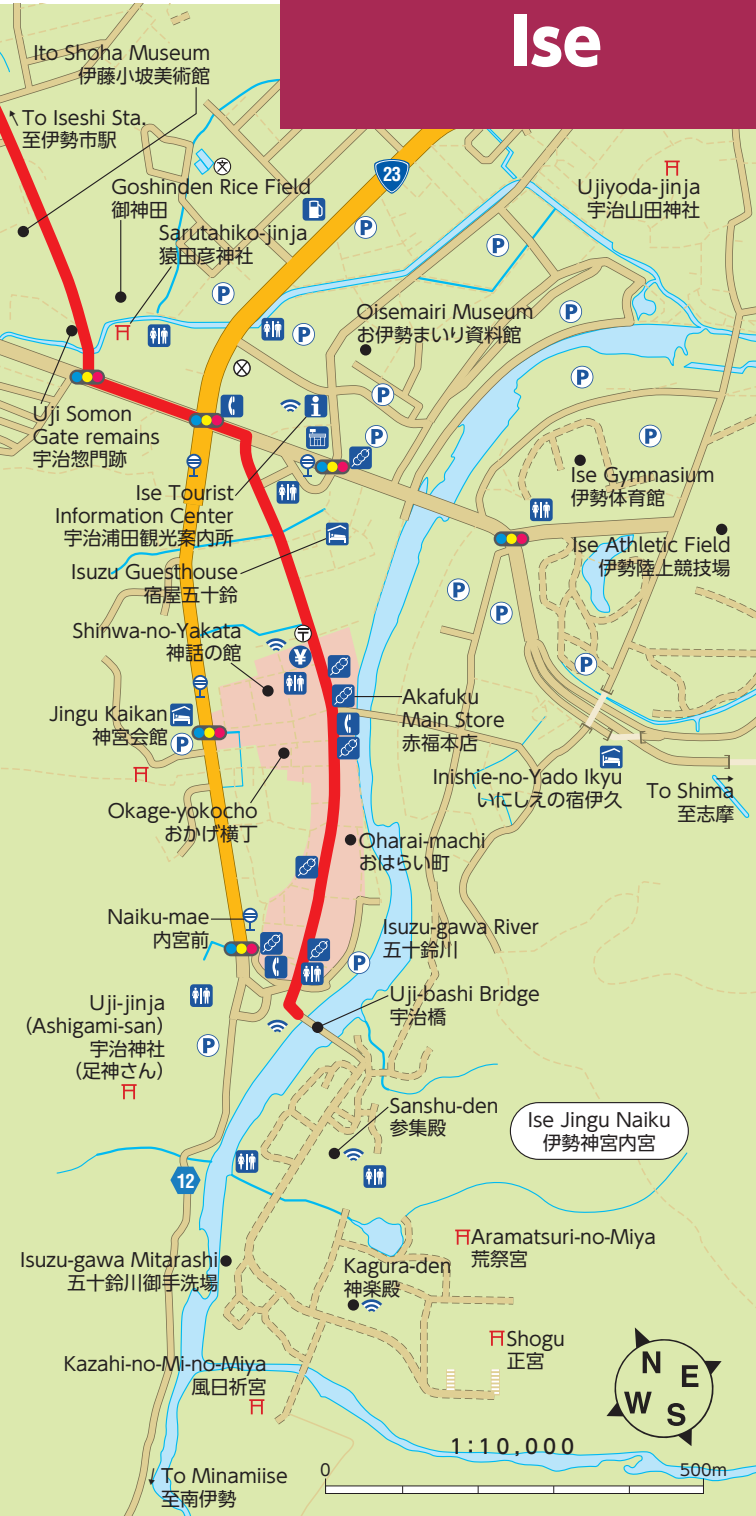 Ise
Ito Shoha Museum
伊藤小坡美術館
To Iseshi Sta.
至伊勢市駅
23
文
Goshinden Rice Field
御神田
Ujiyoda-jinja
宇治山田神社
Sarutahiko-jinja
猿田彦神社
P
P
P
P
P
Oisemairi Museum
お伊勢まいり資料館
P
P
P
P
Uji Somon
Gate remains
宇治惣門跡
i
Ise Gymnasium
伊勢体育館
Ise Tourist
Information Center
宇治浦田観光案内所
Ise Athletic Field
伊勢陸上競技場
Isuzu Guesthouse
宿屋五十鈴
P
P
Shinwa-no-Yakata
神話の館
〒
¥
P
Akafuku
Main Store
赤福本店
Jingu Kaikan
神宮会館
P
Inishie-no-Yado Ikyu
いにしえの宿伊久
To Shima
至志摩
Okage-yokocho
おかげ横丁
Oharai-machi
おはらい町
Naiku-mae
内宮前
Isuzu-gawa River
五十鈴川
P
Uji-bashi Bridge
宇治橋
Uji-jinja
(Ashigami-san)
宇治神社
(足神さん)
P
Sanshu-den
参集殿
Ise Jingu Naiku
伊勢神宮内宮
12
Aramatsuri-no-Miya
荒祭宮
Isuzu-gawa Mitarashi
五十鈴川御手洗場
Kagura-den
神楽殿
Shogu
正宮
Kazahi-no-Mi-no-Miya
風日祈宮
N
E
W
S
1:10,000
0
500m
To Minamiise
至南伊勢